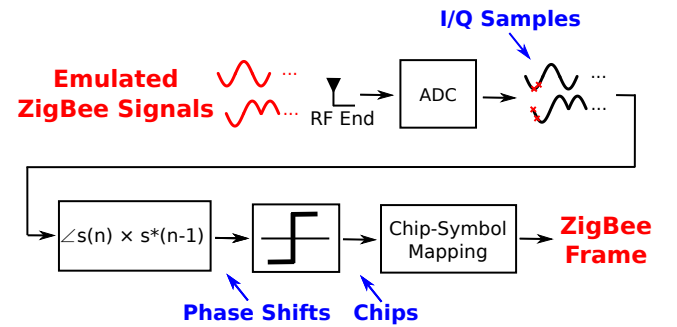 I/Q Samples
Emulated
ZigBee Signals
...
...
RF End
ADC
...
...
∠s(n) × s*(n-1)
Chip-Symbol
Mapping
ZigBee
Frame
Phase Shifts
Chips